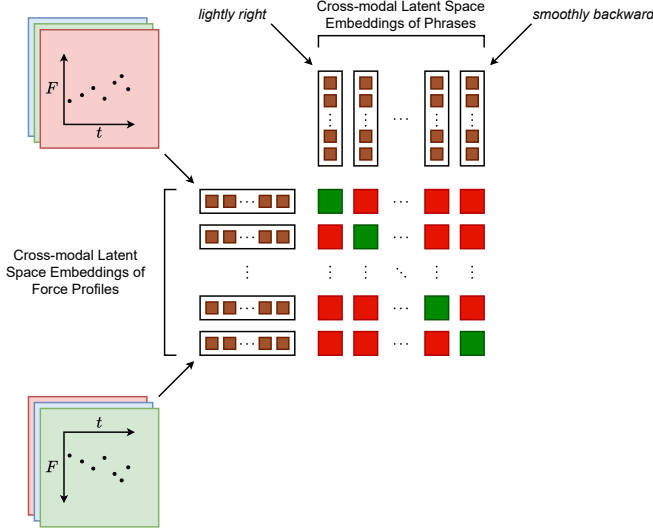 lightly right
Cross-modal Latent Space
Embeddings of Phrases
smoothly backward
F
t
Cross-modal Latent
Space Embeddings of
Force Profiles
t
F